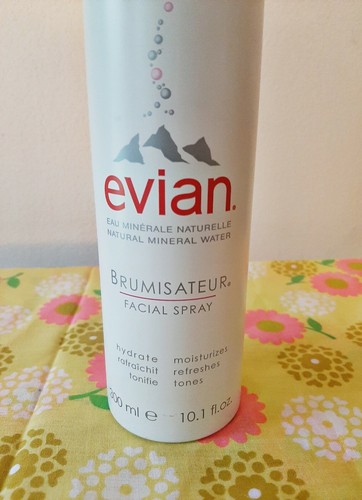 evian®
EAU MINÉRALE NATURELLE
NATURAL MINERAL WATER
BRUMISATEUR®
FACIAL SPRAY
hydrate moisturizes
rafraîchit refreshes
tonifie tones
300 ml e 10.1 fl.oz.